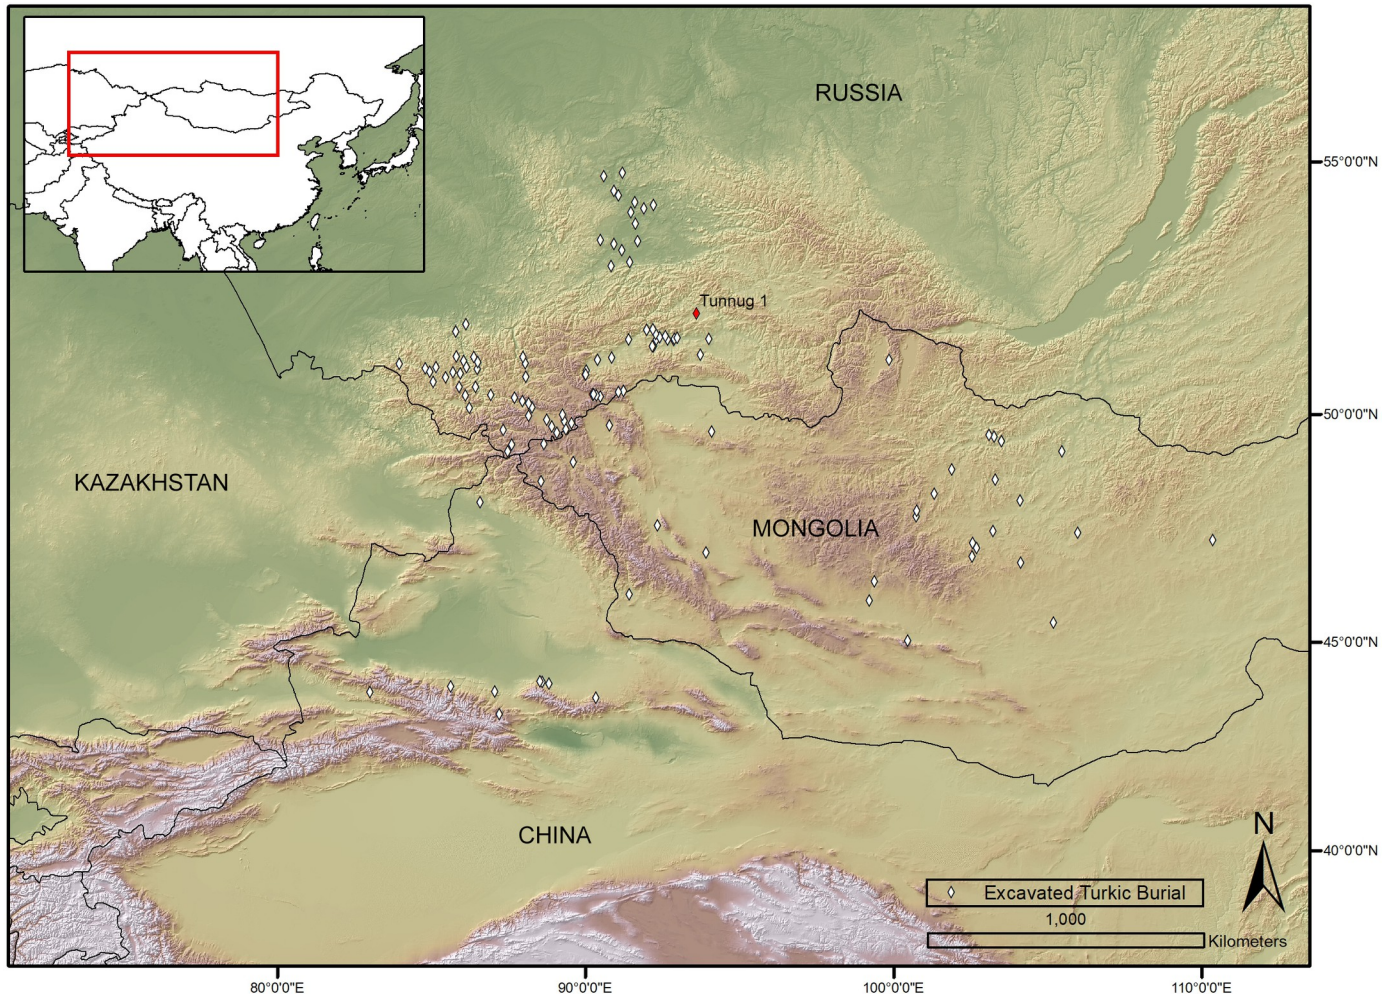 RUSSIA
55°0'0"N
Tunnug 1
50°0'0"N
KAZAKHSTAN
MONGOLIA
45°0'0"N
CHINA
N
40°0'0"N
Excavated Turkic Burial
1,000
Kilometers
80°0'0"E
90°0'0"E
100°0'0"E
110°0'0"E